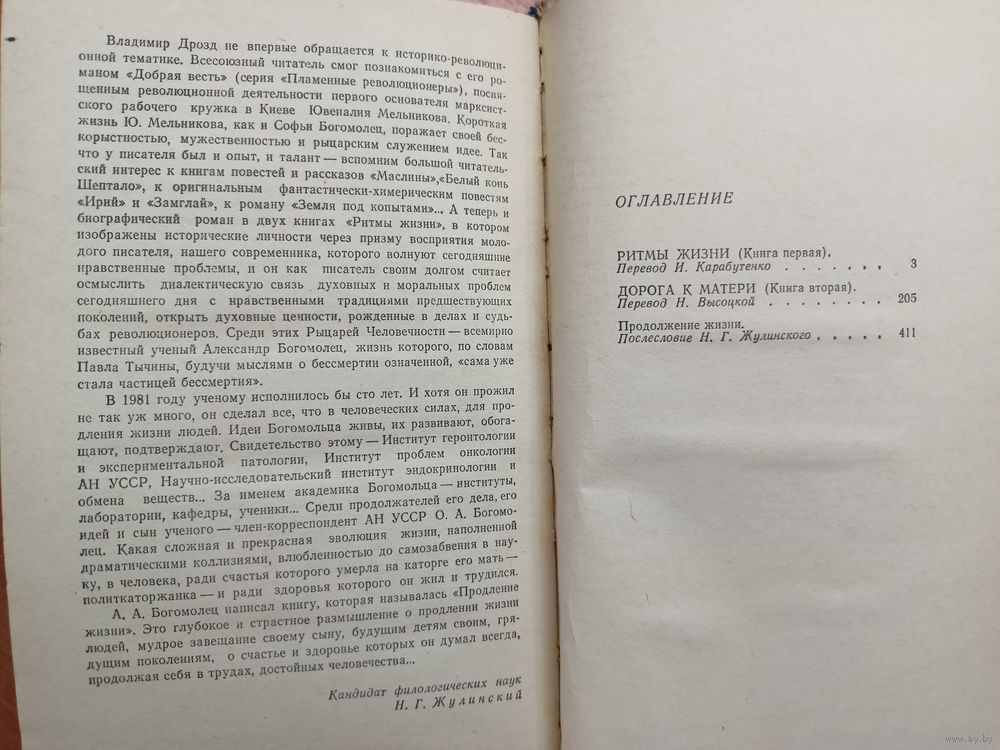 Владимир Дрозд не впервые обращается к историко-революци-
онной тематике. Всесоюзный читатель смог познакомиться с его ро-
маном «Добрая весть» (серия «Пламенные революционеры»), посвя-
щенным революционной деятельности первого основателя марксист-
ского рабочего кружка в Киеве Ювеналия Мельникова. Короткая
жизнь Ю. Мельникова, как и Софьи Богомолец, поражает своей бес-
корыстностью, мужественностью и рыцарским служением идее. Так
что у писателя был и опыт, и талант — вспомним большой читатель-
ский интерес к книгам повестей и рассказов «Маслины»,«Белый конь
Шептало», к оригинальным фантастически-химерическим повестям
«Ирий» и «Замглай», к роману «Земля под копытами»... А теперь и
биографический роман в двух книгах «Ритмы жизни», в котором
изображены исторические личности через призму восприятия моло-
дого писателя, нашего современника, которого волнуют сегодняшние
нравственные проблемы, и он как писатель своим долгом считает
осмыслить диалектическую связь духовных и моральных проблем
сегодняшнего дня с нравственными традициями предшествующих
поколений, открыть духовные ценности, рожденные в делах и судь-
бах революционеров. Среди этих Рыцарей Человечности — всемирно
известный ученый Александр Богомолец, жизнь которого, по словам
Павла Тычины, будучи мыслями о бессмертии означенной, «сама уже
стала частицей бессмертия».
В 1981 году ученому исполнилось бы сто лет. И хотя он прожил
не так уж много, он сделал все, что в человеческих силах, для про-
дления жизни людей. Идеи Богомольца живы, их развивают, обога-
щают, подтверждают. Свидетельство этому — Институт геронтологии
и экспериментальной патологии, Институт проблем онкологии
АН УССР, Научно-исследовательский институт эндокринологии и
обмена веществ... За именем академика Богомольца — институты,
лаборатории, кафедры, ученики... Среди продолжателей его дела, его
идей и сын ученого — член-корреспондент АН УССР О. А. Богомо-
лец. Какая сложная и прекрасная эволюция жизни, наполненной
драматическими коллизиями, влюбленностью до самозабвения в нау-
ку, в человека, ради счастья которого умерла на каторге его мать —
политкаторжанка — и ради здоровья которого он жил и трудился.
А. А. Богомолец написал книгу, которая называлась «Продление
жизни». Это глубокое и страстное размышление о продлении жизни
людей, мудрое завещание своему сыну, будущим детям своим, гря-
дущим поколениям, о счастье и здоровье которых он думал всегда,
продолжая себя в трудах, достойных человечества...
Кандидат филологических наук
Н. Г. Жулинский
ОГЛАВЛЕНИЕ
РИТМЫ ЖИЗНИ (Книга первая).
Перевод И. Карабутенко . . . . . . . 3
ДОРОГА К МАТЕРИ (Книга вторая).
Перевод Н. Высоцкой . . . . . . . . 205
Продолжение жизни.
Послесловие Н. Г. Жулинского . . . . . 411
www.ay.by